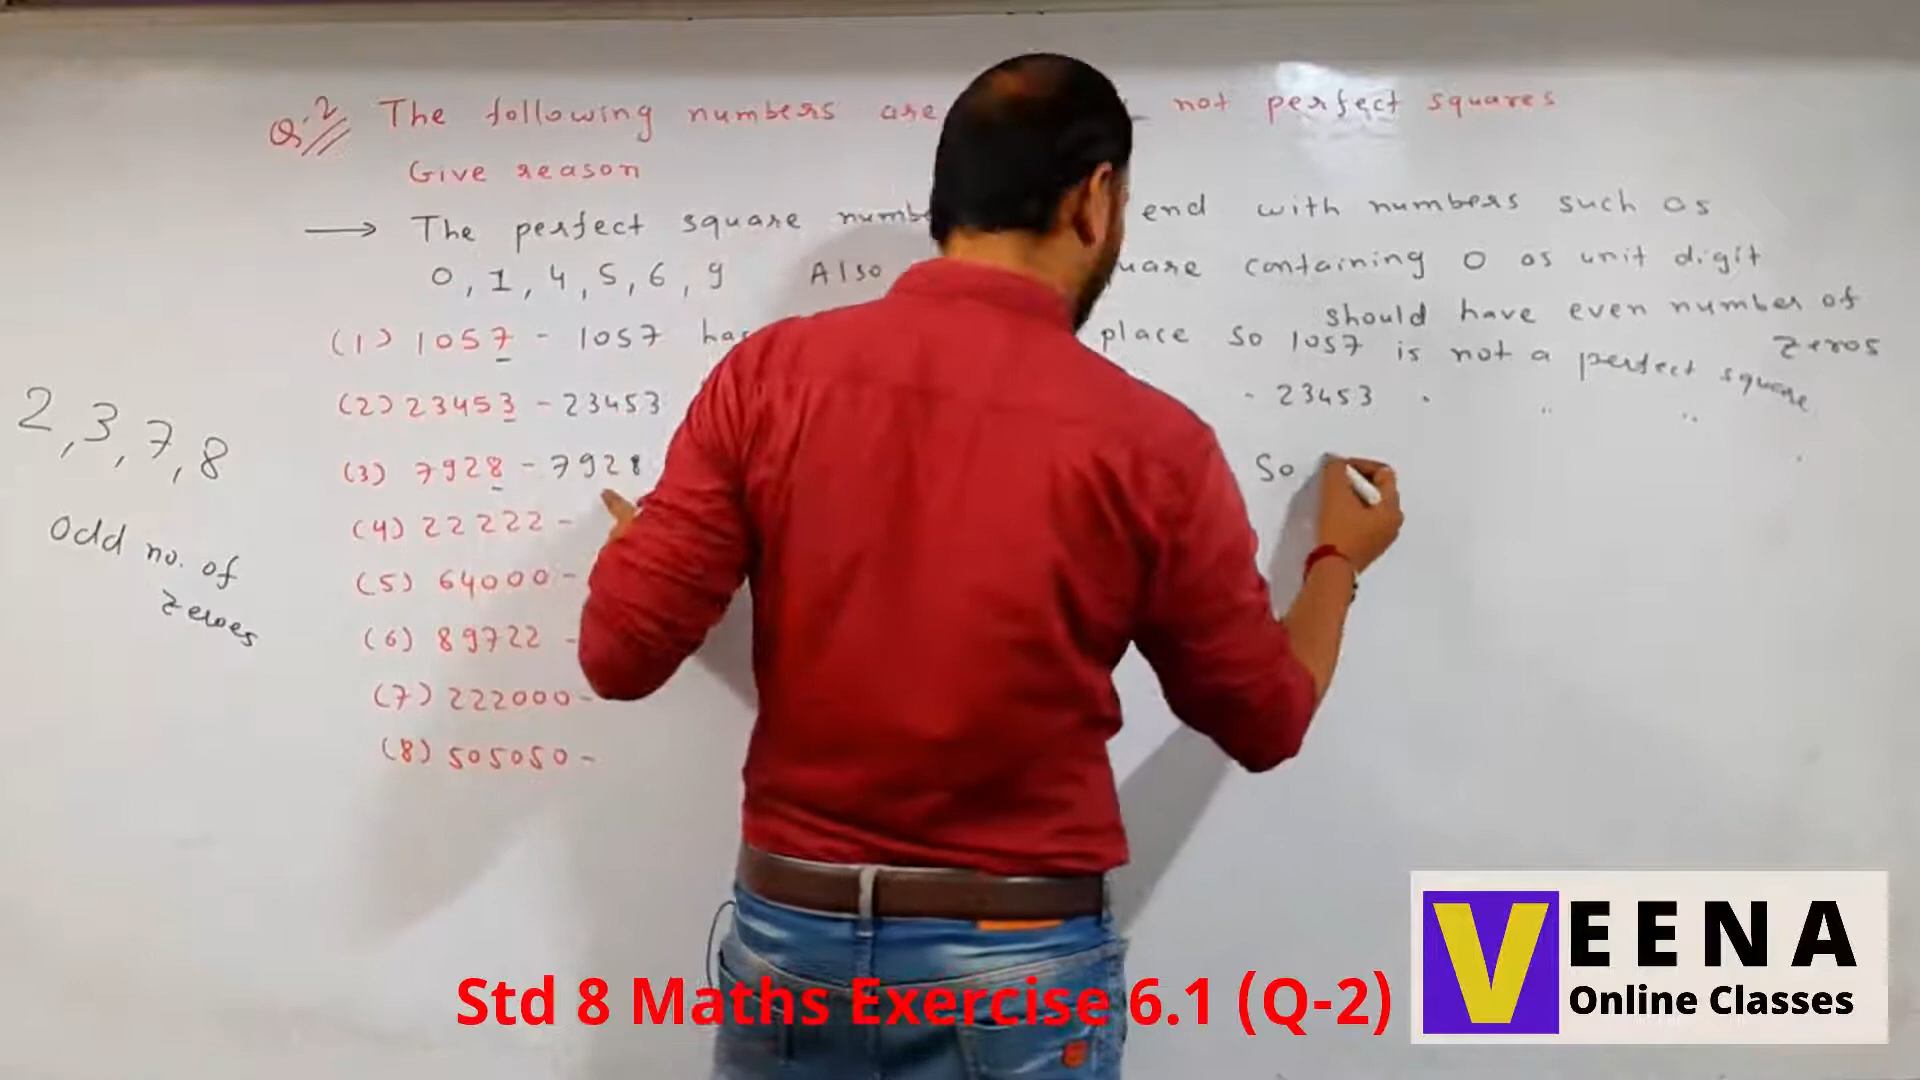 Q.2 The following numbers are not perfect squares
Give reason
→ The perfect square numbe end with numbers such as
0, 1, 4, 5, 6, 9 Also uare containing 0 as unit digit
should have even number of
zeros
(1) 1057 - 1057 has place so 1057 is not a perfect square
(2) 23453 - 23453 - 23453 . " " .
(3) 7928 - 7928 So
(4) 22222 -
(5) 64000 -
(6) 89722 -
(7) 222000 -
(8) 505050 -
2, 3, 7, 8
Odd no. of
zeroes
Std 8 Maths Exercise 6.1 (Q-2)
VEENA
Online Classes